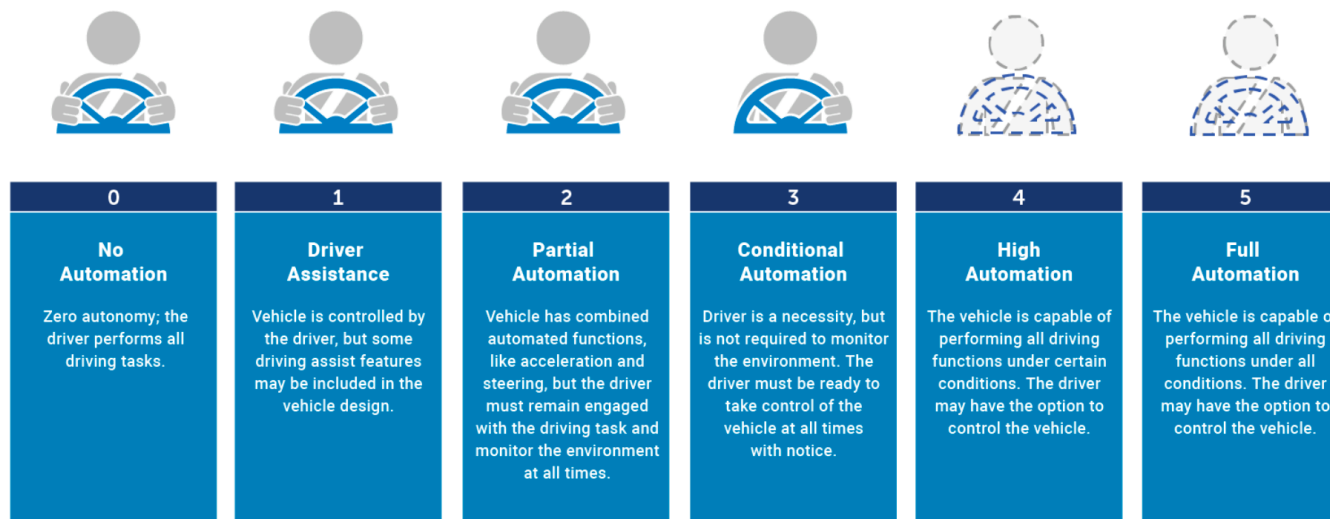 0
No
Automation
Zero autonomy; the
driver performs all
driving tasks.
1
Driver
Assistance
Vehicle is controlled by
the driver, but some
driving assist features
may be included in the
vehicle design.
2
Partial
Automation
Vehicle has combined
automated functions,
like acceleration and
steering, but the driver
must remain engaged
with the driving task and
monitor the environment
at all times.
3
Conditional
Automation
Driver is a necessity, but
is not required to monitor
the environment. The
driver must be ready to
take control of the
vehicle at all times
with notice.
4
High
Automation
The vehicle is capable of
performing all driving
functions under certain
conditions. The driver
may have the option to
control the vehicle.
5
Full
Automation
The vehicle is capable o
performing all driving
functions under all
conditions. The driver
may have the option to
control the vehicle.